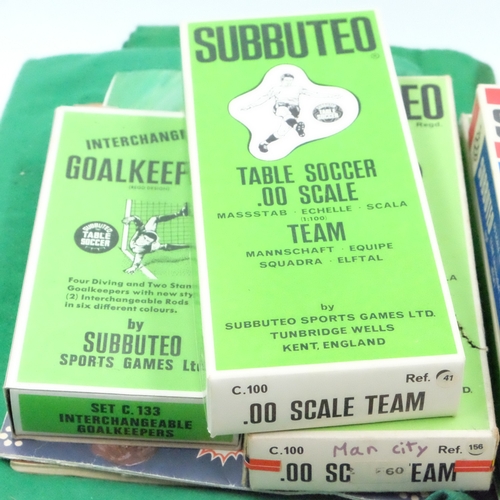 SUBBUTEO
TABLE SOCCER
.00 SCALE
MASSSTAB · ECHELLE · SCALA
(1:100)
TEAM
MANNSCHAFT · EQUIPE
SQUADRA · ELFTAL
by
SUBBUTEO SPORTS GAMES LTD.
TUNBRIDGE WELLS
KENT, ENGLAND
C.100 Ref. 41
.00 SCALE TEAM
GOALKEEP
SUBBUTEO
TABLE
SOCCER
Four Diving and Two Stan
Goalkeepers with new sty
(2) Interchangeable Rods
in six different colours.
by
SUBBUTEO
SPORTS GAMES Lt
SET C.133
INTERCHANGEABLE
GOALKEEPERS
EO
Regd.
C.100 Man city Ref. 156
.00 SC 60 EAM